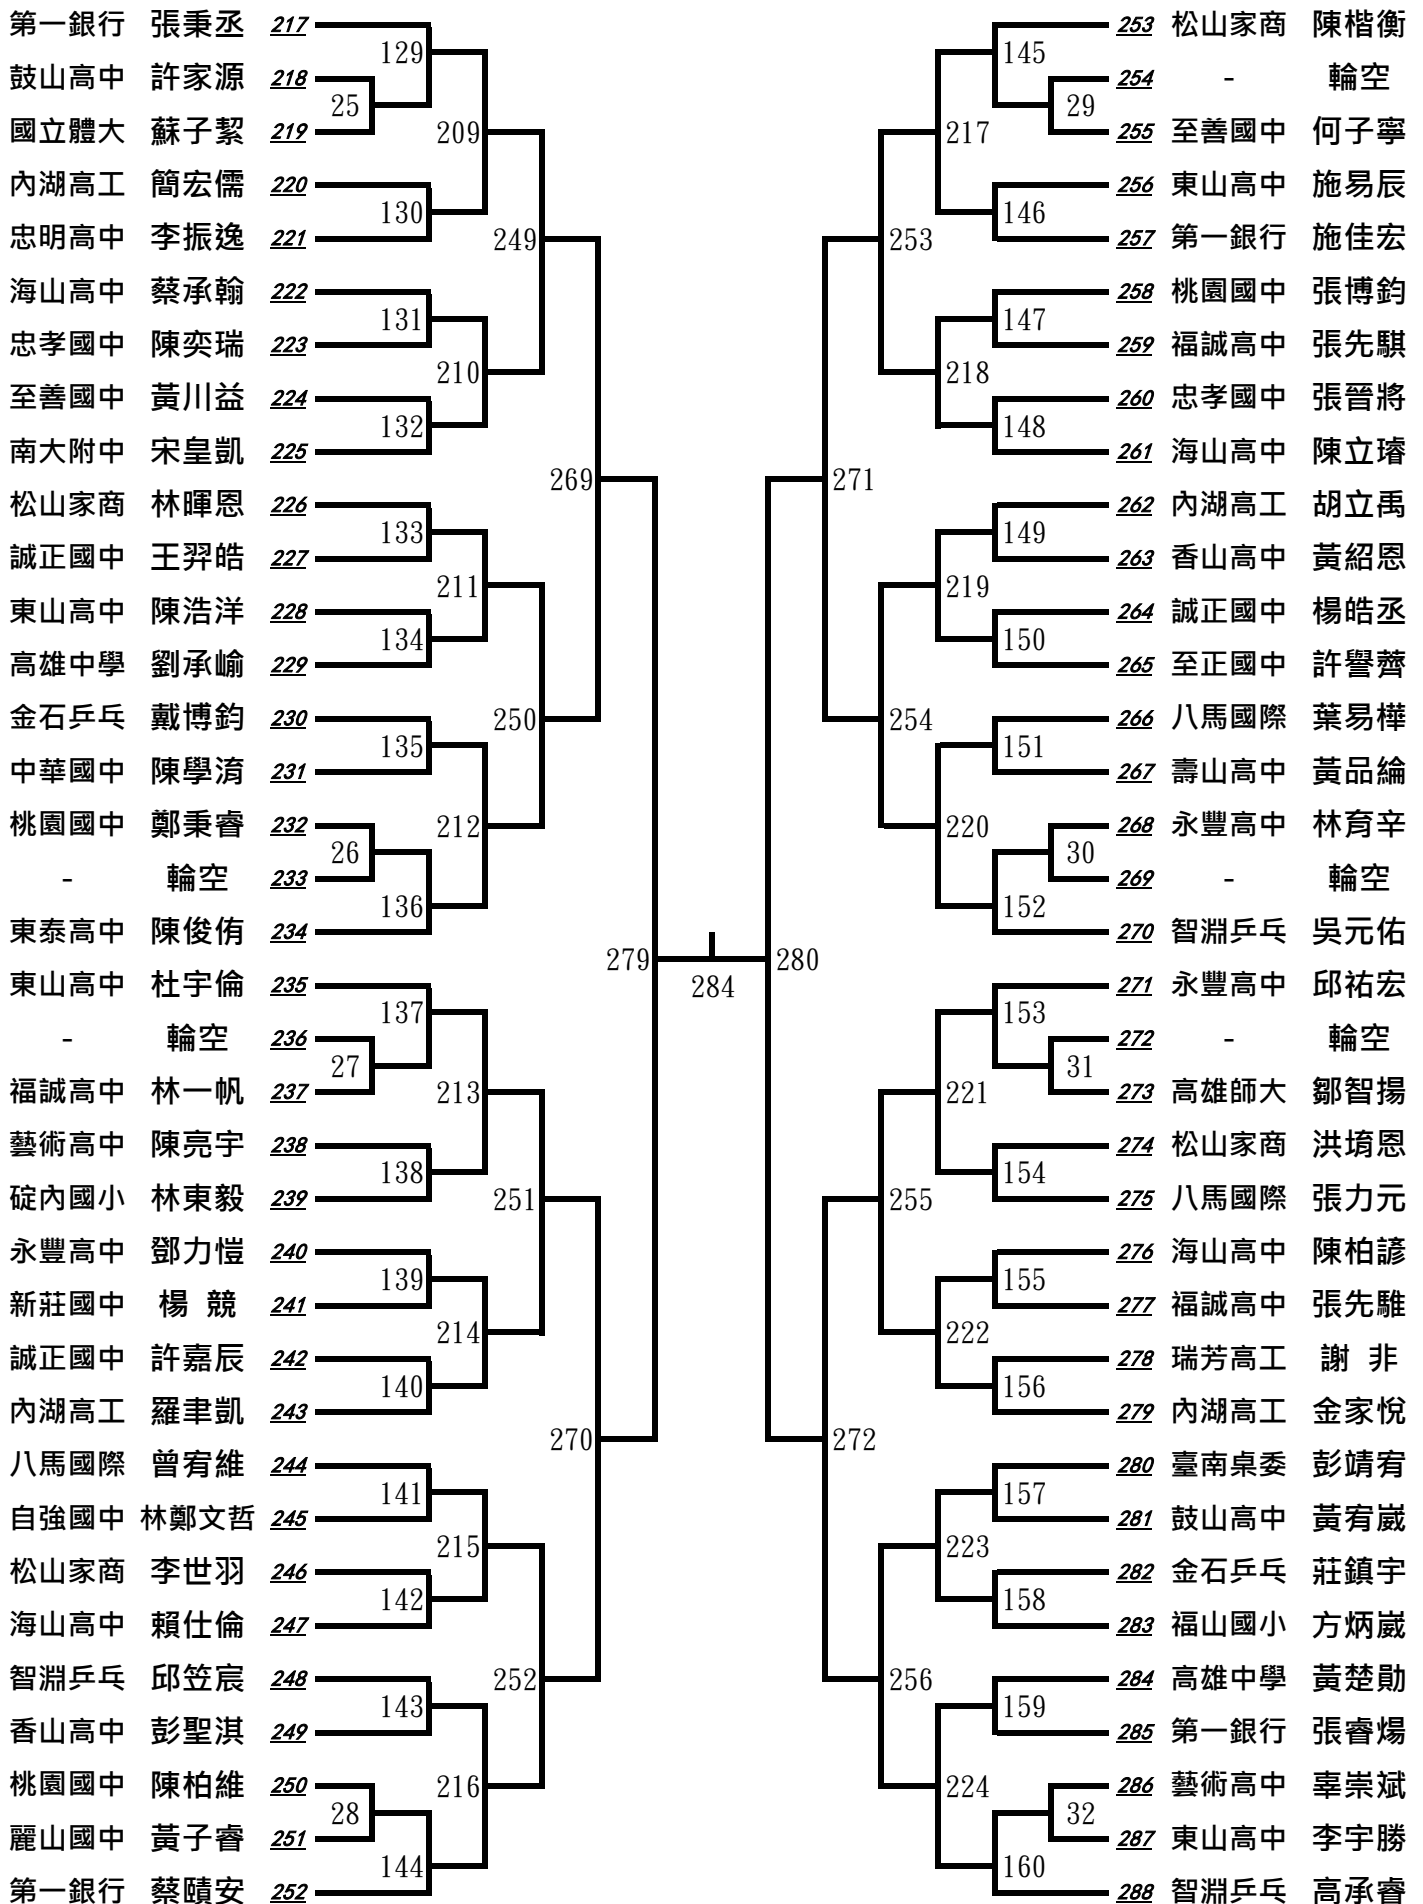 第一銀行 張秉丞 217
129
鼓山高中 許家源 218
25
國立體大 蘇子絜 219
209
內湖高工 簡宏儒 220
130
忠明高中 李振逸 221
249
海山高中 蔡承翰 222
131
忠孝國中 陳奕瑞 223
210
至善國中 黃川益 224
132
南大附中 宋皇凱 225
269
松山家商 林暉恩 226
133
誠正國中 王羿皓 227
211
東山高中 陳浩洋 228
134
高雄中學 劉承崳 229
金石乒乓 戴博鈞 230
250
135
中華國中 陳學淯 231
桃園國中 鄭秉睿 232
212
26
- 輪空 233
136
東泰高中 陳俊侑 234
279
東山高中 杜宇倫 235
137
- 輪空 236
27
福誠高中 林一帆 237
213
藝術高中 陳亮宇 238
138
碇內國小 林東毅 239
251
永豐高中 鄧力愷 240
139
新莊國中 楊 競 241
214
誠正國中 許嘉辰 242
140
內湖高工 羅聿凱 243
270
八馬國際 曾宥維 244
141
自強國中 林鄭文哲 245
215
松山家商 李世羽 246
142
海山高中 賴仕倫 247
智淵乒乓 邱笠宸 248
252
143
香山高中 彭聖淇 249
桃園國中 陳柏維 250
216
28
麗山國中 黃子睿 251
144
第一銀行 蔡賾安 252
284
253 松山家商 陳楷衡
145
254 - 輪空
29
255 至善國中 何子寧
217
256 東山高中 施易辰
146
257 第一銀行 施佳宏
253
258 桃園國中 張博鈞
147
259 福誠高中 張先騏
218
260 忠孝國中 張晉將
148
261 海山高中 陳立璿
271
262 內湖高工 胡立禹
149
263 香山高中 黃紹恩
219
264 誠正國中 楊皓丞
150
265 至正國中 許譽薺
266 八馬國際 葉易樺
254
151
267 壽山高中 黃品綸
268 永豐高中 林育辛
220
30
269 - 輪空
152
270 智淵乒乓 吳元佑
280
271 永豐高中 邱祐宏
153
272 - 輪空
31
273 高雄師大 鄒智揚
221
274 松山家商 洪堉恩
154
275 八馬國際 張力元
255
276 海山高中 陳柏諺
155
277 福誠高中 張先騅
222
278 瑞芳高工 謝 非
156
279 內湖高工 金家悅
272
280 臺南桌委 彭靖宥
157
281 鼓山高中 黃宥崴
223
282 金石乒乓 莊鎮宇
158
283 福山國小 方炳崴
284 高雄中學 黃楚勛
256
159
285 第一銀行 張睿煬
286 藝術高中 辜崇斌
224
32
287 東山高中 李宇勝
160
288 智淵乒乓 高承睿